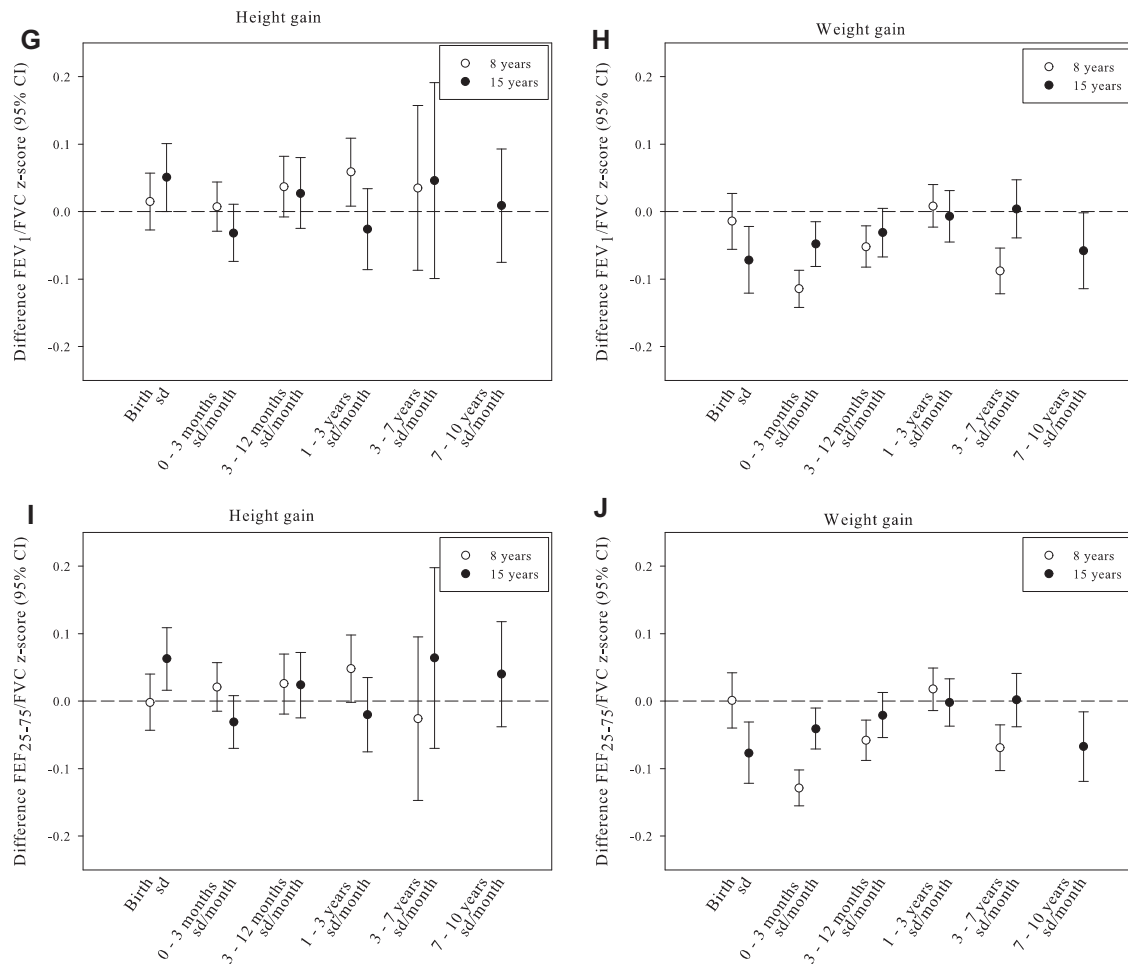 G
Height gain
Difference FEV1/FVC z-score (95% CI)
0.2
0.1
0.0
-0.1
-0.2
8 years
15 years
Birth
sd
0 - 3 months
sd/month
3 - 12 months
sd/month
1 - 3 years
sd/month
3 - 7 years
sd/month
7 - 10 years
sd/month
H
Weight gain
Difference FEV1/FVC z-score (95% CI)
0.2
0.1
0.0
-0.1
-0.2
8 years
15 years
Birth
sd
0 - 3 months
sd/month
3 - 12 months
sd/month
1 - 3 years
sd/month
3 - 7 years
sd/month
7 - 10 years
sd/month
I
Height gain
Difference FEF25-75/FVC z-score (95% CI)
0.2
0.1
0.0
-0.1
-0.2
8 years
15 years
Birth
sd
0 - 3 months
sd/month
3 - 12 months
sd/month
1 - 3 years
sd/month
3 - 7 years
sd/month
7 - 10 years
sd/month
J
Weight gain
Difference FEF25-75/FVC z-score (95% CI)
0.2
0.1
0.0
-0.1
-0.2
8 years
15 years
Birth
sd
0 - 3 months
sd/month
3 - 12 months
sd/month
1 - 3 years
sd/month
3 - 7 years
sd/month
7 - 10 years
sd/month